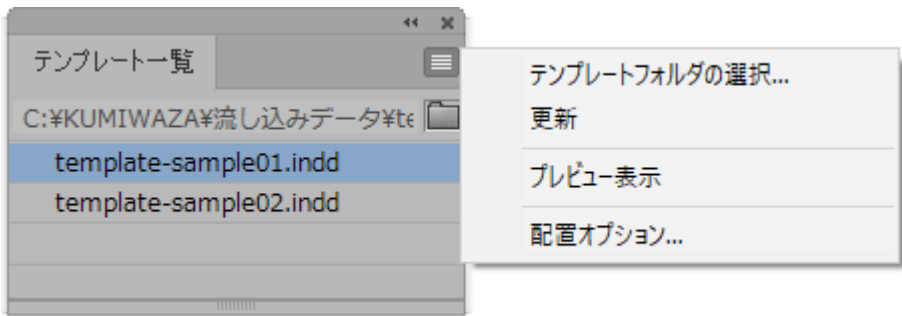 テンプレート一覧
C:¥KUMIWAZA¥流し込みデータ¥te
template-sample01.indd
template-sample02.indd
テンプレートフォルダの選択...
更新
プレビュー表示
配置オプション...